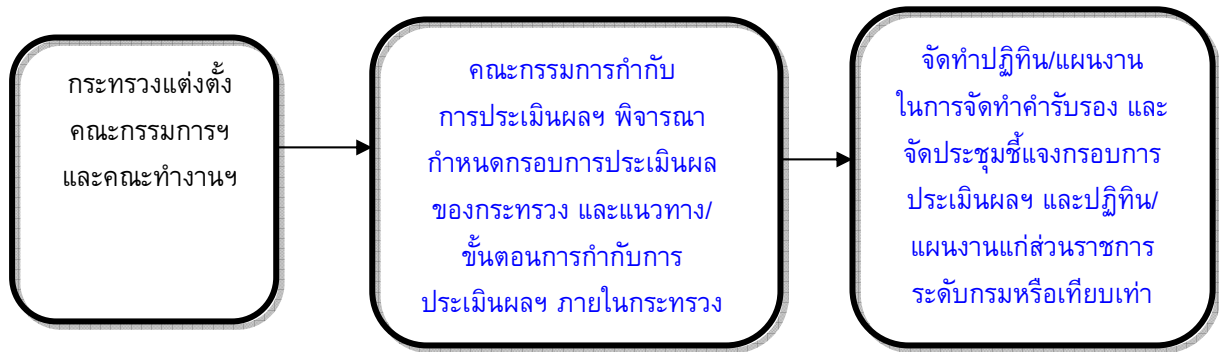 กระทรวงแต่งตั้ง
คณะกรรมการฯ
และคณะทำงานฯ
คณะกรรมการกำกับ
การประเมินผลฯ พิจารณา
กำหนดกรอบการประเมินผล
ของกระทรวง และแนวทาง/
ขั้นตอนการกำกับการ
ประเมินผลฯ ภายในกระทรวง
จัดทำปฏิทิน/แผนงาน
ในการจัดทำคำรับรอง และ
จัดประชุมชี้แจงกรอบการ
ประเมินผลฯ และปฏิทิน/
แผนงานแก่ส่วนราชการ
ระดับกรมหรือเทียบเท่า